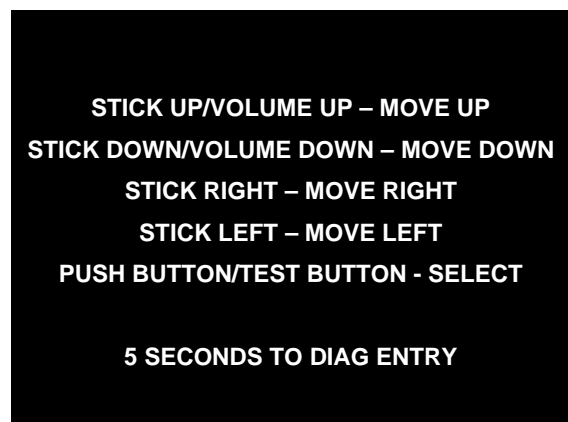 STICK UP/VOLUME UP – MOVE UP
STICK DOWN/VOLUME DOWN – MOVE DOWN
STICK RIGHT – MOVE RIGHT
STICK LEFT – MOVE LEFT
PUSH BUTTON/TEST BUTTON - SELECT
5 SECONDS TO DIAG ENTRY